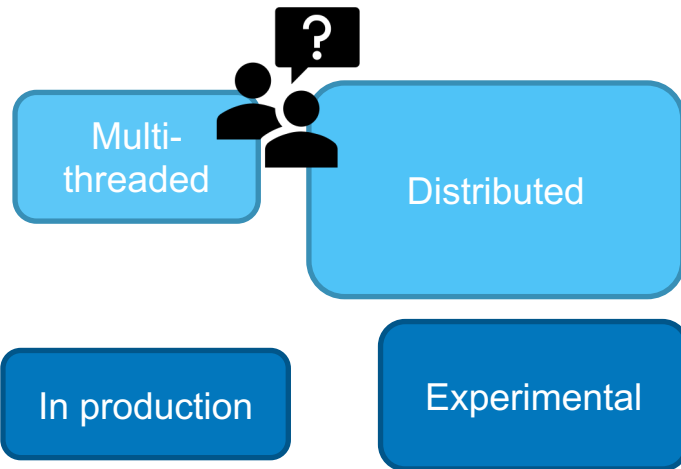 ?
Multi-
threaded
Distributed
In production
Experimental